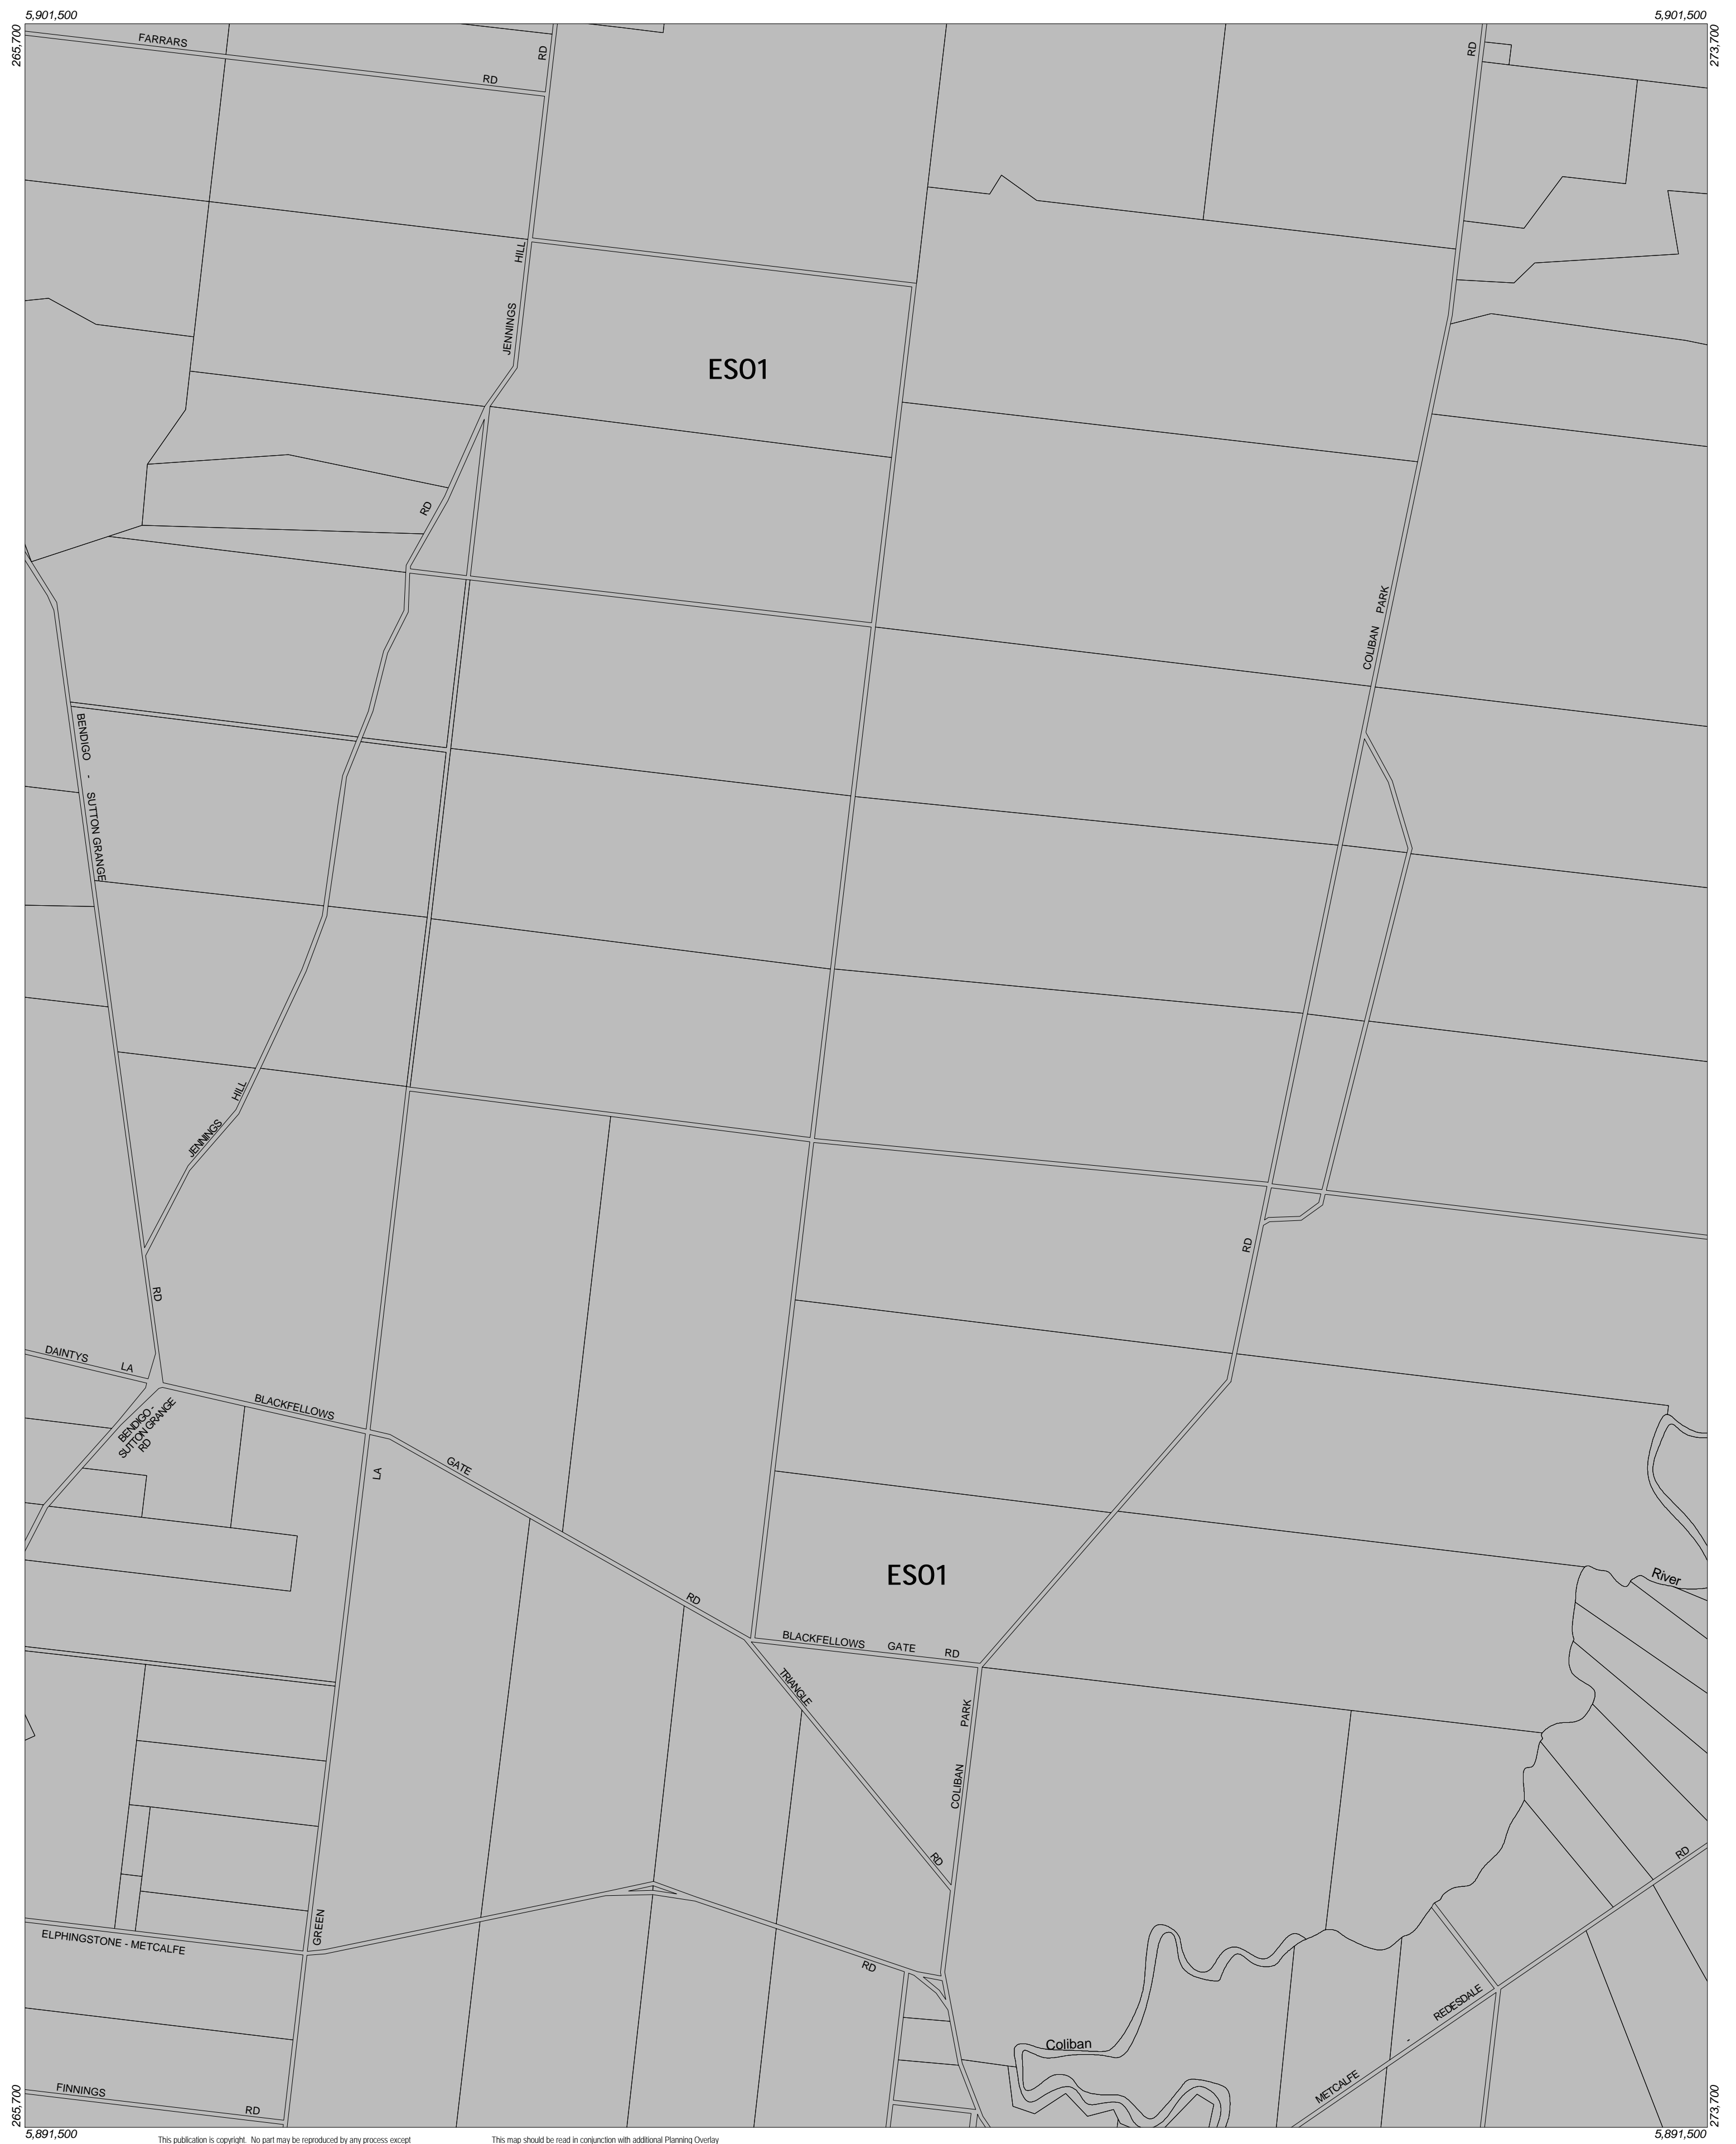 5,901,500
5,901,500
265,700
273,700
FARRARS
RD
RD
RD
HILL
JENNINGS
ESO1
RD
COLIBAN PARK
BENDIGO - SUTTON GRANGE
HILL
JENNINGS
RD
RD
DAINTYS LA
BLACKFELLOWS
BENDIGO -
SUTTON GRANGE
RD
GATE
LA
ESO1
River
RD
BLACKFELLOWS GATE RD
TRIANGLE
PARK
COLIBAN
RD
RD
GREEN
ELPHINGSTONE - METCALFE
RD
REDESDALE
-
METCALFE
Coliban
FINNINGS
RD
265,700
273,700
5,891,500
5,891,500
This publication is copyright. No part may be reproduced by any process except
This map should be read in conjunction with additional Planning Overlay